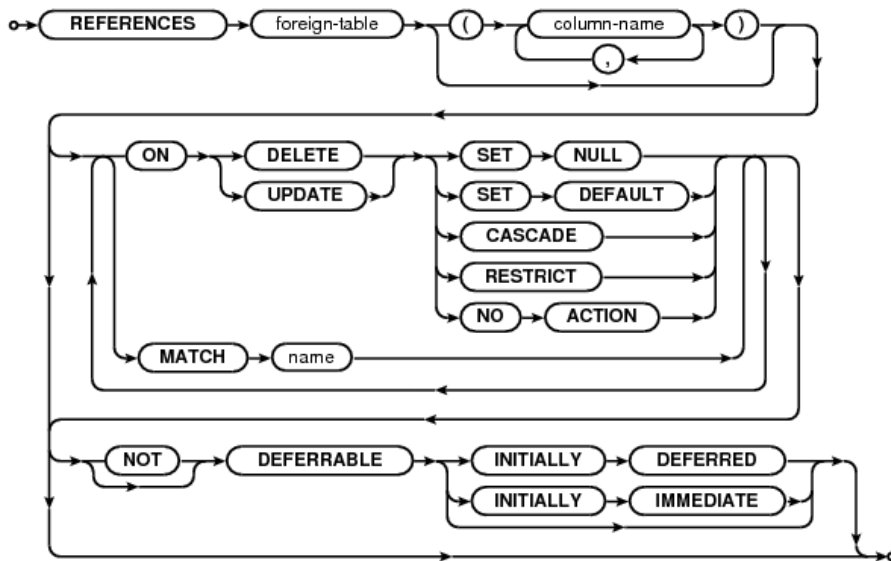 REFERENCES foreign-table ( column-name )
,
ON DELETE SET NULL
UPDATE SET DEFAULT
CASCADE
RESTRICT
NO ACTION
MATCH name
NOT DEFERRABLE INITIALLY DEFERRED
INITIALLY IMMEDIATE